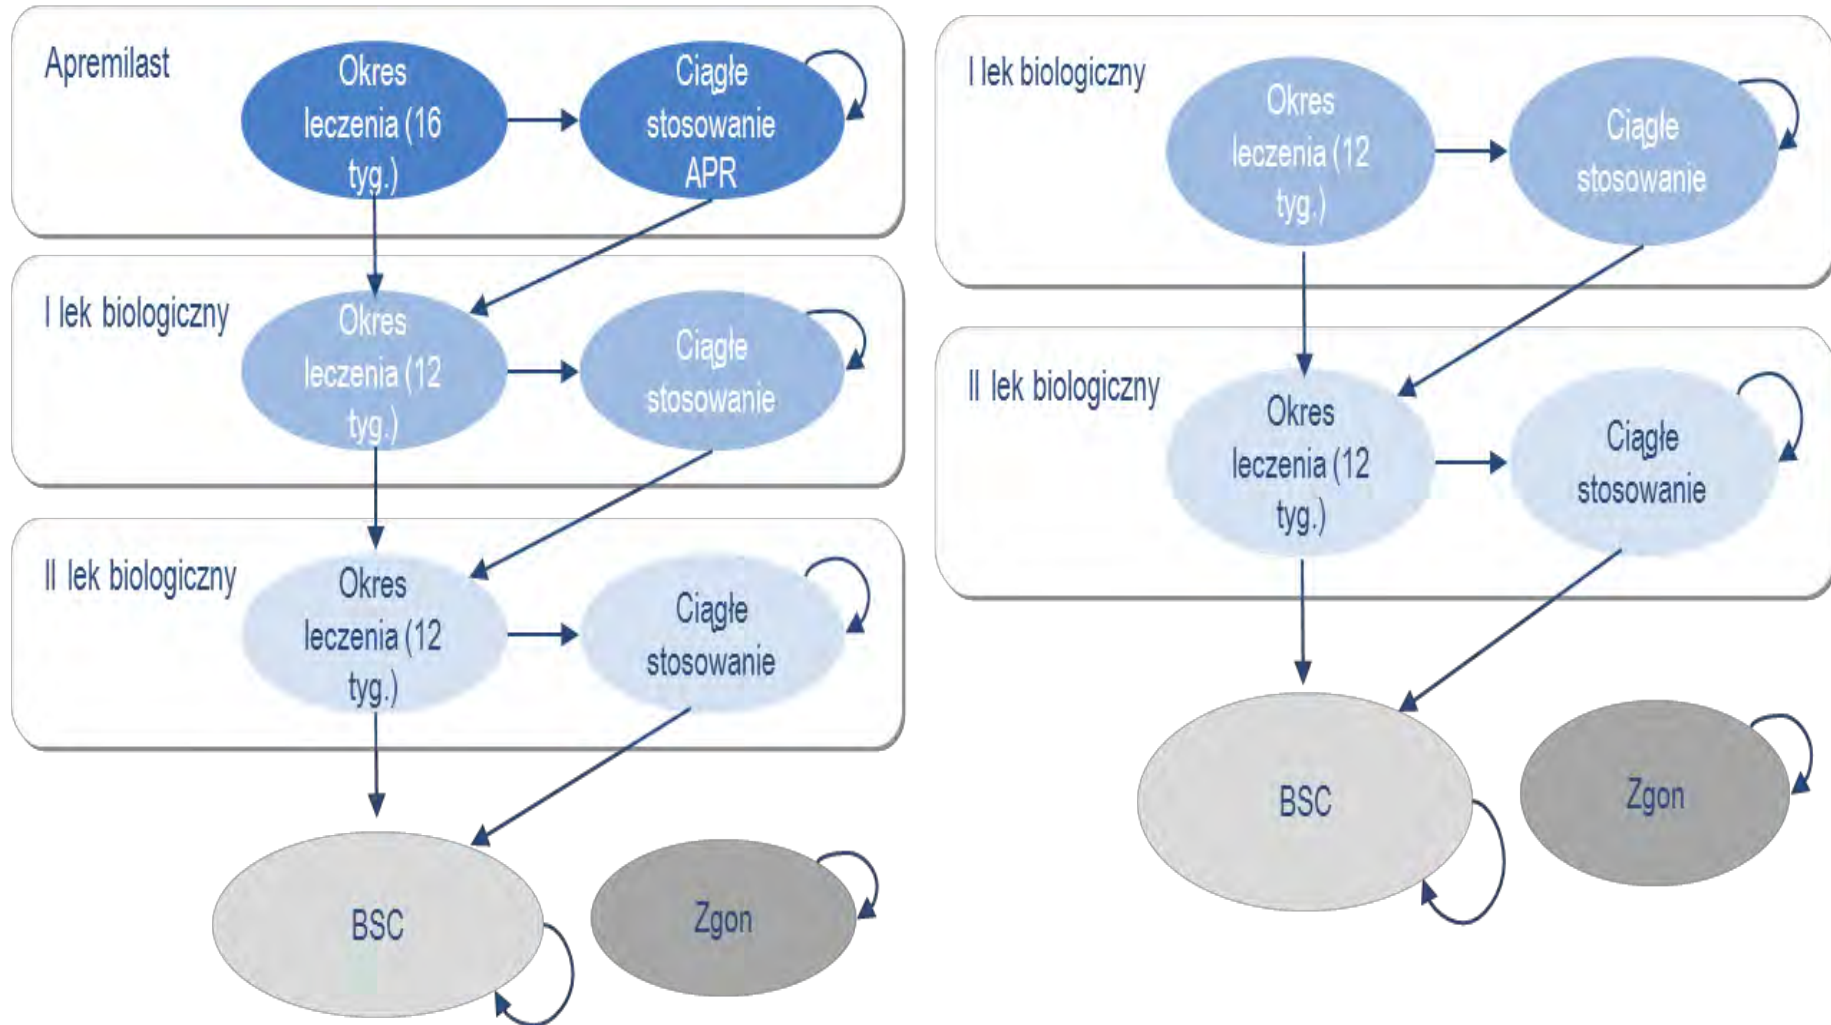 Apremilast
Okres
leczenia (16
tyg.)
Ciągłe
stosowanie
APR
I lek biologiczny
Okres
leczenia (12
tyg.)
Ciągłe
stosowanie
II lek biologiczny
Okres
leczenia (12
tyg.)
Ciągłe
stosowanie
BSC
Zgon
I lek biologiczny
Okres
leczenia (12
tyg.)
Ciągłe
stosowanie
II lek biologiczny
Okres
leczenia (12
tyg.)
Ciągłe
stosowanie
BSC
Zgon